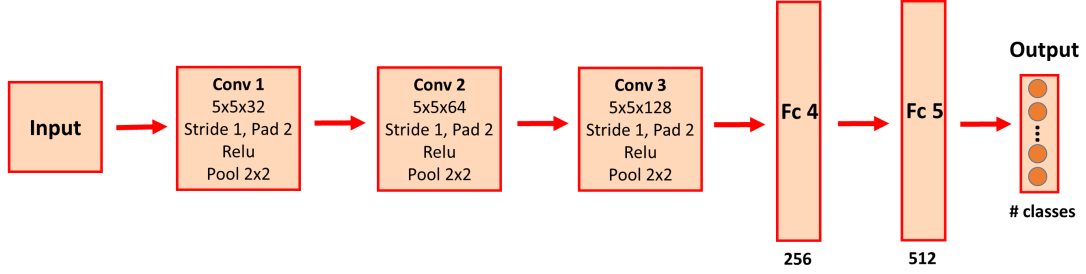 Input
Conv 1
5x5x32
Stride 1, Pad 2
Relu
Pool 2x2
Conv 2
5x5x64
Stride 1, Pad 2
Relu
Pool 2x2
Conv 3
5x5x128
Stride 1, Pad 2
Relu
Pool 2x2
Fc 4
256
Fc 5
512
Output
# classes